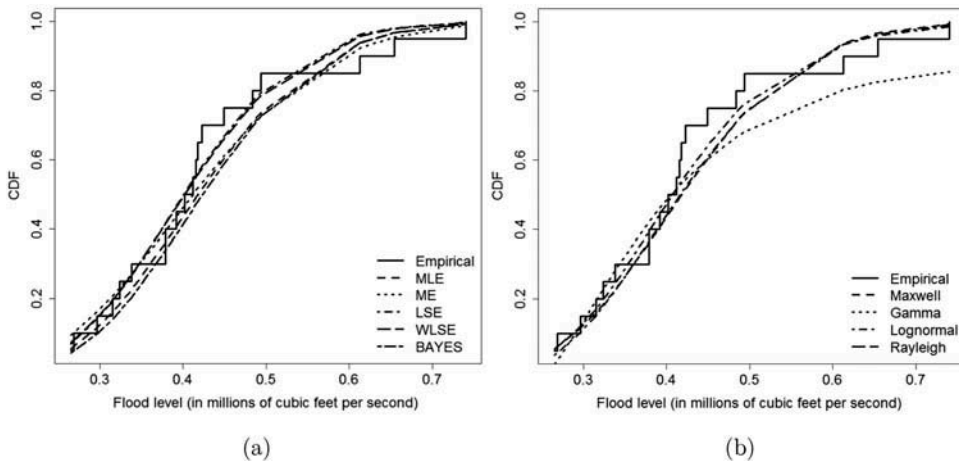 CDF
1.0
0.8
0.6
0.4
0.2
Empirical
MLE
ME
LSE
WLSE
BAYES
0.3 0.4 0.5 0.6 0.7
Flood level (in millions of cubic feet per second)
(a)
CDF
1.0
0.8
0.6
0.4
0.2
Empirical
Maxwell
Gamma
Lognormal
Rayleigh
0.3 0.4 0.5 0.6 0.7
Flood level (in millions of cubic feet per second)
(b)